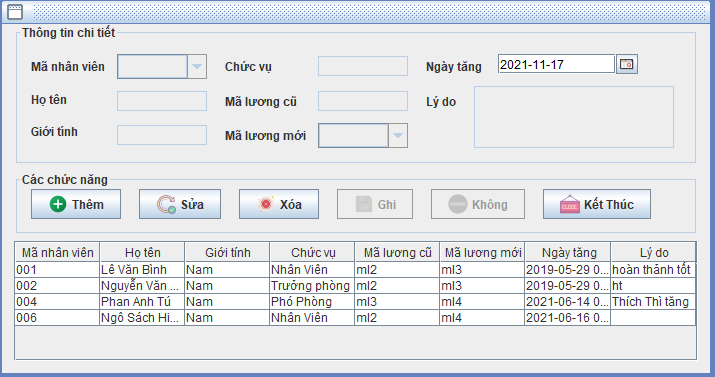 Thông tin chi tiết
Mã nhân viên Chức vụ Ngày tăng 2021-11-17
Họ tên Mã lương cũ Lý do
Giới tính Mã lương mới
Các chức năng
Thêm Sửa Xóa Ghi Không CLOSE Kết Thúc
Mã nhân viên Họ tên Giới tính Chức vụ Mã lương cũ Mã lương mới Ngày tăng Lý do
001 Lê Văn Bình Nam Nhân Viên ml2 ml3 2019-05-29 0... hoàn thành tốt
002 Nguyễn Văn ... Nam Trưởng phòng ml2 ml3 2019-05-29 0... ht
004 Phan Anh Tú Nam Phó Phòng ml3 ml4 2021-06-14 0... Thích Thì tăng
006 Ngô Sách Hi... Nam Nhân Viên ml2 ml4 2021-06-16 0...